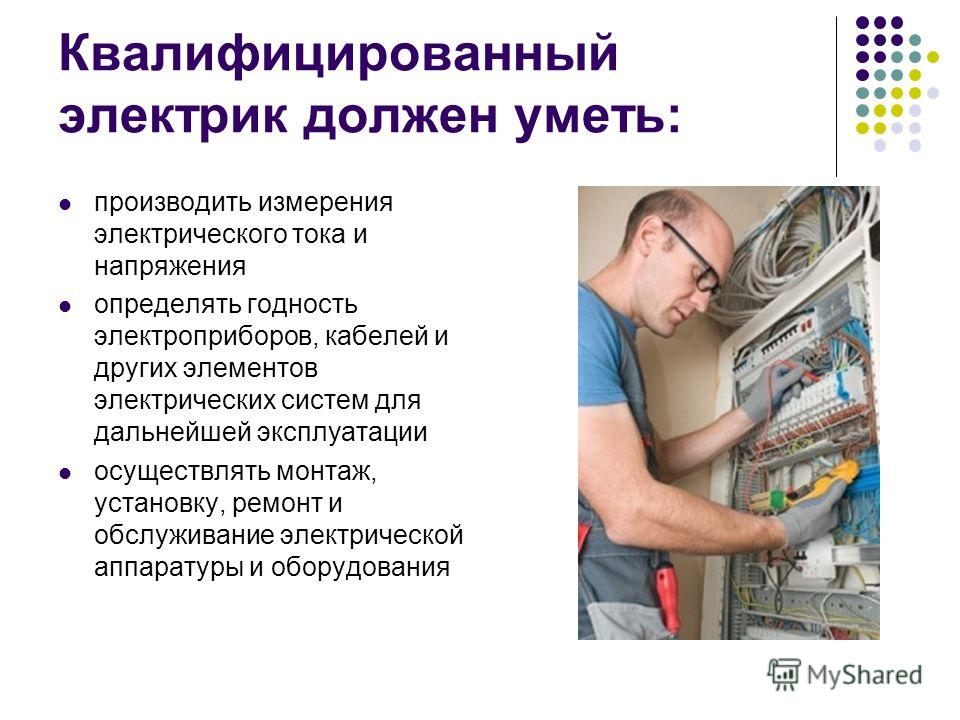 Квалифицированный
электрик должен уметь:
производить измерения
электрического тока и
напряжения
определять годность
электроприборов, кабелей и
других элементов
электрических систем для
дальнейшей эксплуатации
осуществлять монтаж,
установку, ремонт и
обслуживание электрической
аппаратуры и оборудования
MyShared